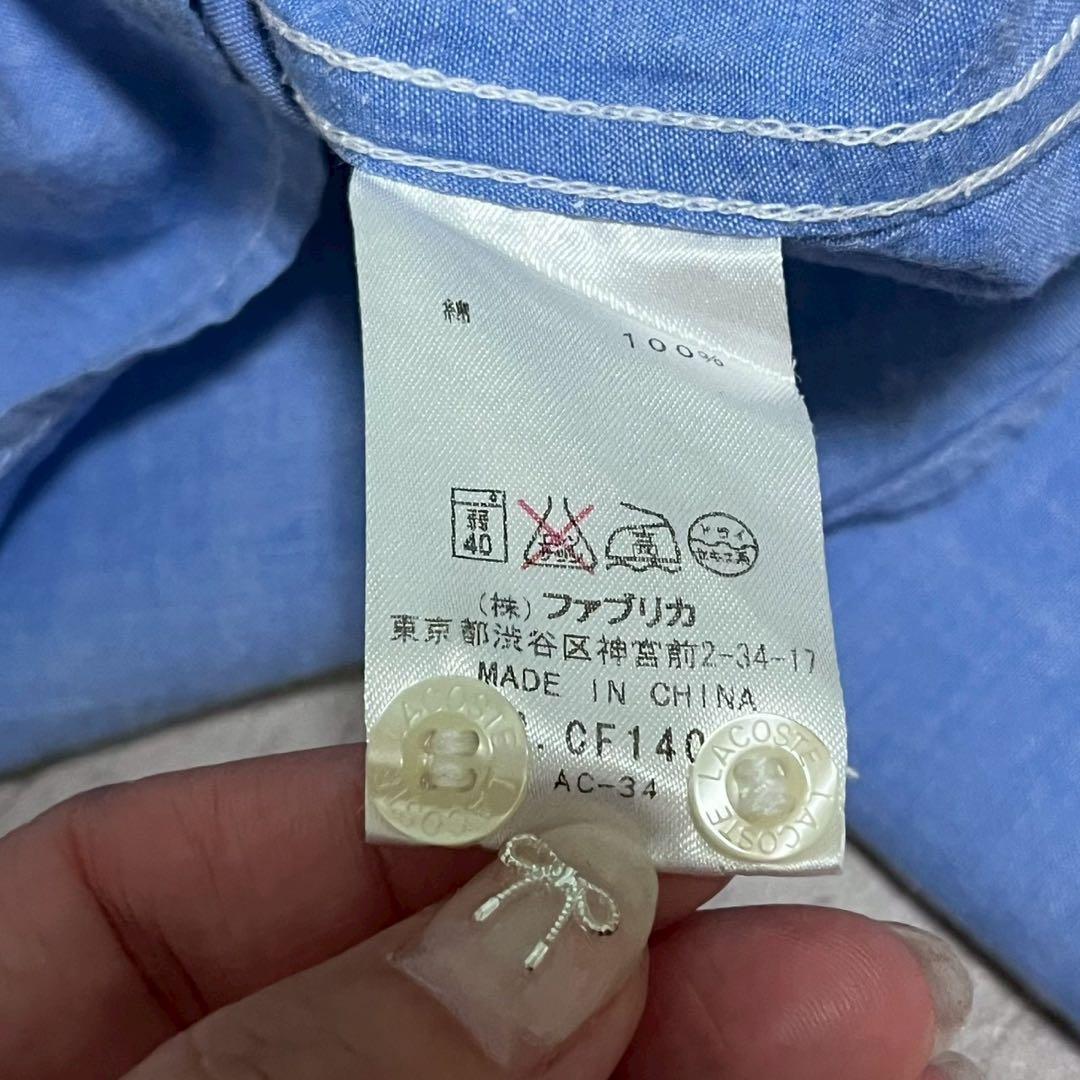 綿 100%
弱 40 高 ドライ セキユ系
(株) ファブリカ
東京都渋谷区神宮前2-34-17
MADE IN CHINA
CF140
AC-34
LACOSTE
LACOSTE LACOSTE